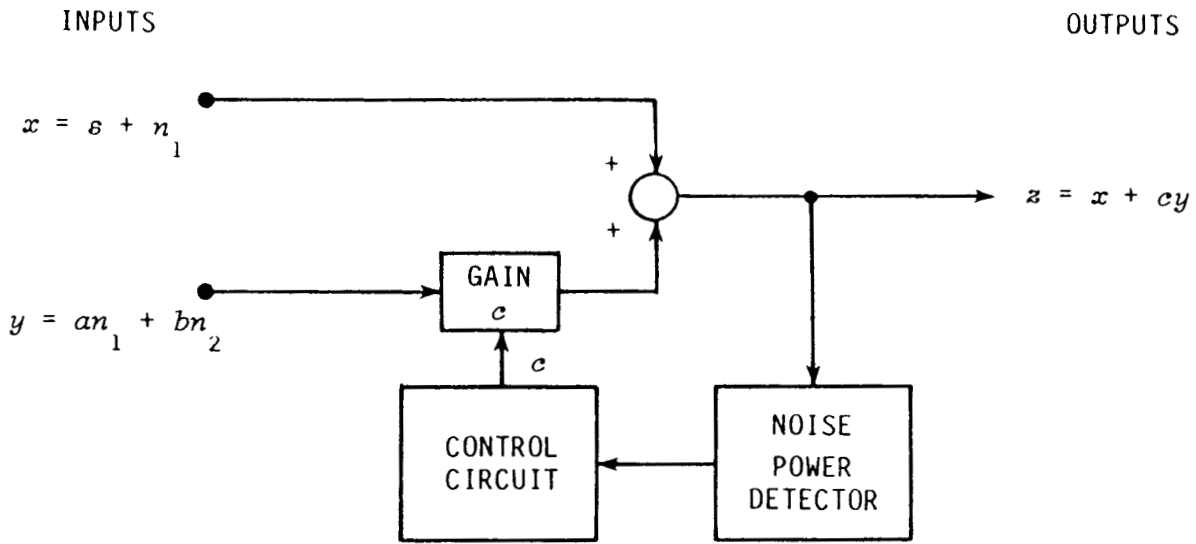 INPUTS
OUTPUTS
x = s + n₁
+
z = x + cy
+
GAIN
c
y = an₁ + bn₂
c
CONTROL
CIRCUIT
NOISE
POWER
DETECTOR